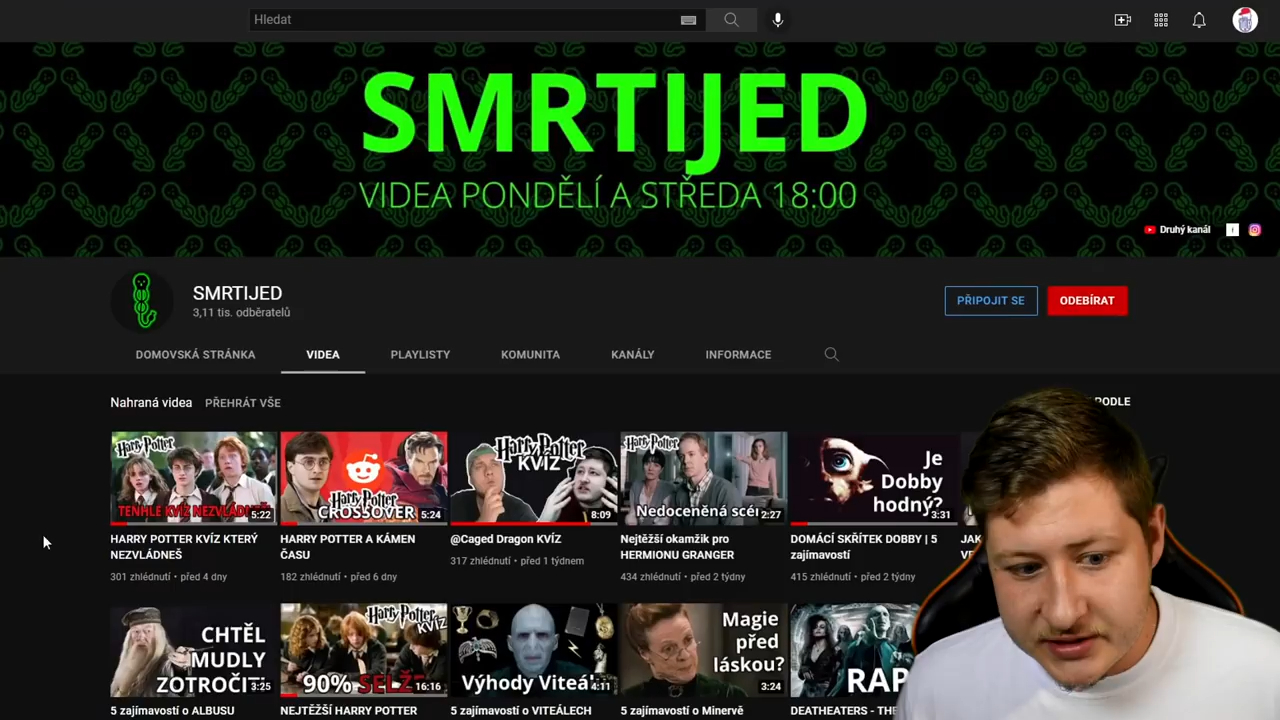 Hledat
SMRTIJED
VIDEA PONDĚLÍ A STŘEDA 18:00
Druhý kanál
SMRTIJED
3,11 tis. odběratelů
PŘIPOJIT SE
ODEBÍRAT
DOMOVSKÁ STRÁNKA
VIDEA
PLAYLISTY
KOMUNITA
KANÁLY
INFORMACE
Nahraná videa
PŘEHRÁT VŠE
PODLE
Harry Potter
TENHLE KVÍZ
5:22
Harry Potter
CROSSOVER
5:24
Harry Potter
KVÍZ
8:09
Harry Potter
Nedoceněná
2:27
Je
Dobby
hodný?
3:31
HARRY POTTER KVÍZ KTERÝ
NEZVLÁDNEŠ
301 zhlédnutí • před 4 dny
HARRY POTTER A KÁMEN
ČASU
182 zhlédnutí • před 6 dny
@Caged Dragon KVÍZ
317 zhlédnutí • před 1 týdnem
Nejtěžší okamžik pro
HERMIONU GRANGER
434 zhlédnutí • před 2 týdny
DOMÁCÍ SKŘÍTEK DOBBY | 5
zajímavostí
415 zhlédnutí • před 2 týdny
CHTĚL
MUDLY
3:25
Harry Potter
KVÍZ
90% SELŽE
16:16
Výhody
4:11
Magie
před
láskou?
3:24
RAP
5 zajímavostí o ALBUSU
NEJTĚŽŠÍ HARRY POTTER
5 zajímavostí o VITEÁLECH
5 zajímavostí o Minervě
DEATHEATERS - THE